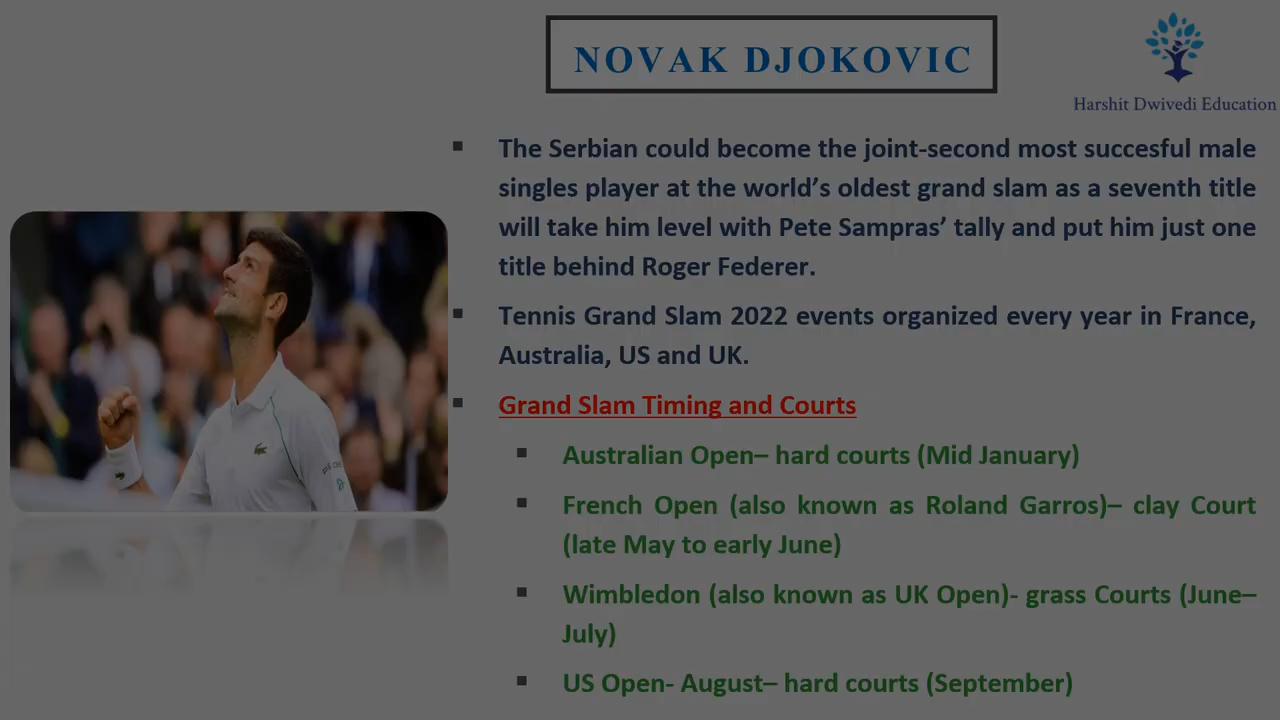 NOVAK DJOKOVIC
Harshit Dwivedi Education
▪ The Serbian could become the joint-second most succesful male
singles player at the world's oldest grand slam as a seventh title
will take him level with Pete Sampras' tally and put him just one
title behind Roger Federer.
▪ Tennis Grand Slam 2022 events organized every year in France,
Australia, US and UK.
▪ Grand Slam Timing and Courts
▪ Australian Open– hard courts (Mid January)
▪ French Open (also known as Roland Garros)– clay Court
(late May to early June)
▪ Wimbledon (also known as UK Open)- grass Courts (June–
July)
▪ US Open- August– hard courts (September)